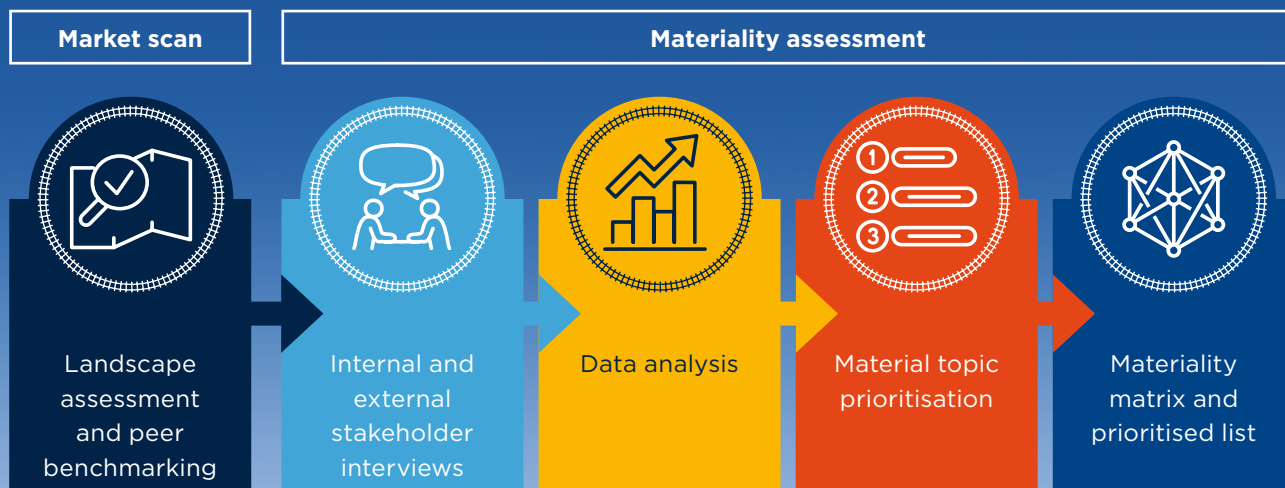 Market scan
Materiality assessment
Landscape
assessment
and peer
benchmarking
Internal and
external
stakeholder
interviews
Data analysis
1
2
3
Material topic
prioritisation
Materiality
matrix and
prioritised list